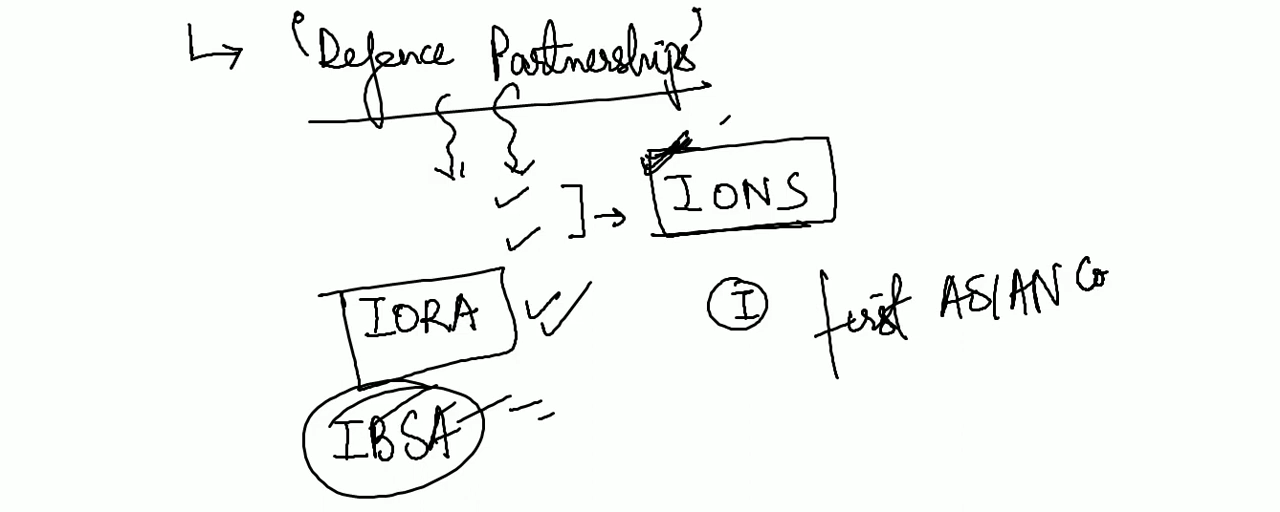 'Defence Partnerships'
IONS
I first ASIAN Co
IORA
IBSA